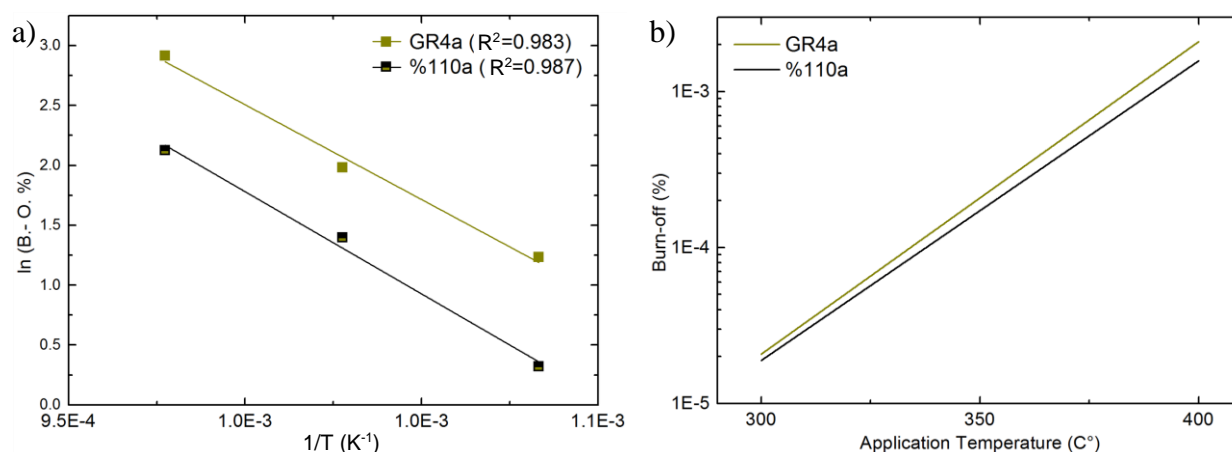 a)
GR4a ( R²=0.983)
%110a ( R²=0.987)
ln (B.- O. %)
3.0
2.5
2.0
1.5
1.0
0.5
0.0
9.5E-4 1.0E-3 1.0E-3 1.1E-3
1/T (K⁻¹)
b)
GR4a
%110a
Burn-off (%)
1E-3
1E-4
1E-5
300 350 400
Application Temperature (C°)